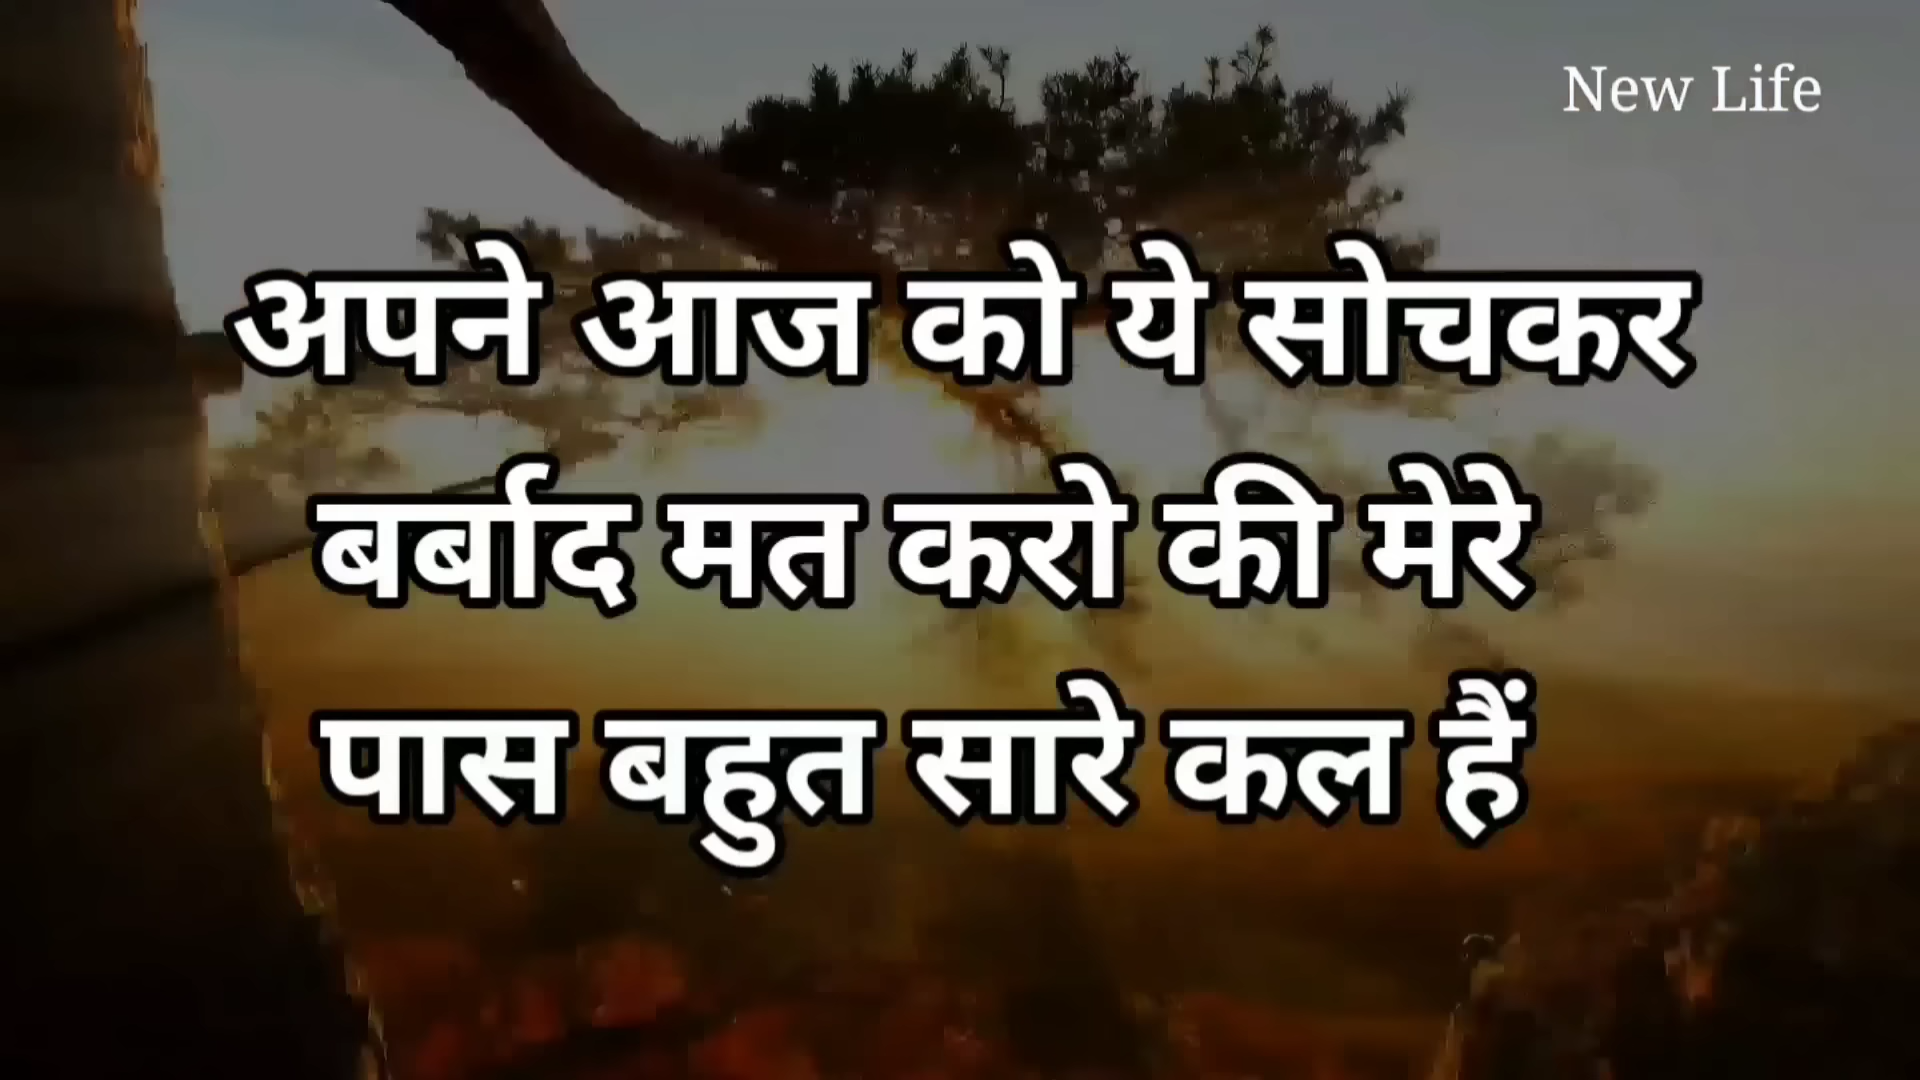 New Life
अपने आज को ये सोचकर
बर्बाद मत करो की मेरे
पास बहुत सारे कल हैं